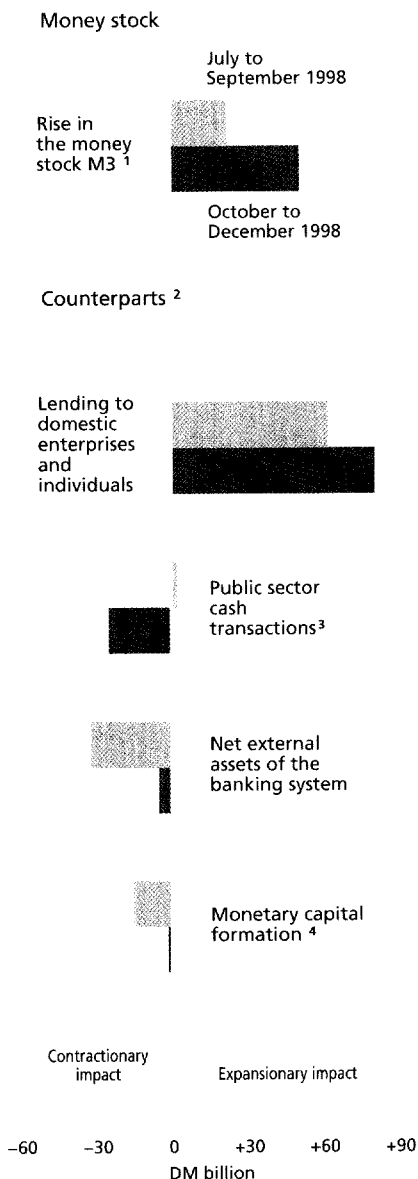 Money stock
July to
September 1998
Rise in
the money
stock M3 ¹
October to
December 1998
Counterparts ²
Lending to
domestic
enterprises
and
individuals
Public sector
cash
transactions³
Net external
assets of the
banking system
Monetary capital
formation ⁴
Contractionary
impact
Expansionary impact
−60 −30 0 +30 +60 +90
DM billion